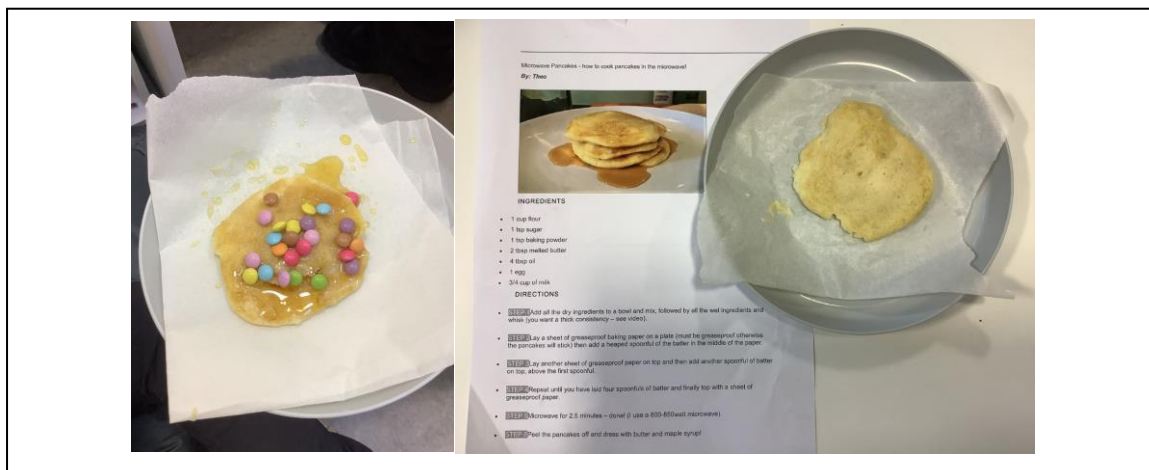 Microwave Pancakes - how to cook pancakes in the microwave!
By: Theo
INGREDIENTS
1 cup flour
1 tsp sugar
1 tsp baking powder
2 tbsp melted butter
4 tbsp oil
1 egg
3/4 cup of milk
DIRECTIONS
STEP 1 Add all the dry ingredients to a bowl and mix, followed by all the wet ingredients and
whisk (you want a thick consistency – see video).
STEP 2 Lay a sheet of greaseproof baking paper on a plate (must be greaseproof otherwise
the pancakes will stick) then add a heaped spoonful of the batter in the middle of the paper.
STEP 3 Lay another sheet of greaseproof paper on top and then add another spoonful of batter
on top, above the first spoonful.
STEP 4 Repeat until you have laid four spoonfuls of batter and finally top with a sheet of
greaseproof paper.
STEP 5 Microwave for 2.5 minutes – done! (I use a 800-850watt microwave)
STEP 6 Peel the pancakes off and dress with butter and maple syrup!